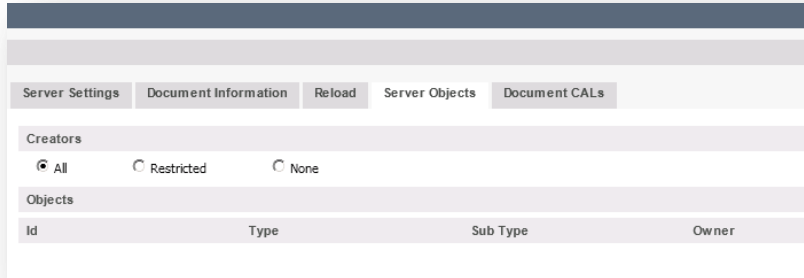 Server Settings Document Information Reload Server Objects Document CALs
Creators
All Restricted None
Objects
Id Type Sub Type Owner